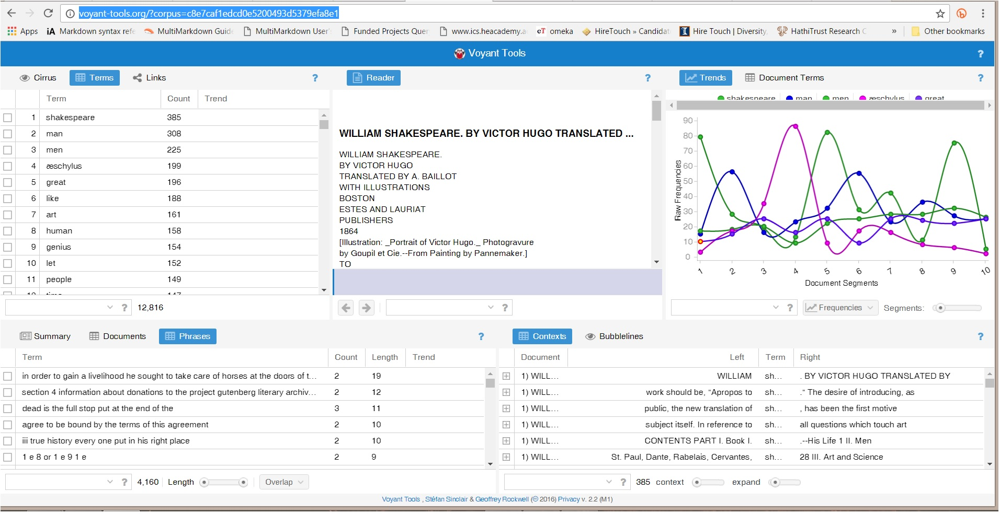 voyant-tools.org/?corpus=c8e7caf1edcd0e5200493d5379efa8e1
Apps
iA Markdown syntax refe
MultiMarkdown Guide
MultiMarkdown User's
Funded Projects Quer
www.ics.heacademy.a
eT omeka
HireTouch » Candidat
I Hire Touch | Diversity,
HathiTrust Research C
»
Other bookmarks
Voyant Tools
?
Cirrus
Terms
Links
?
Term Count Trend
1 shakespeare 385
2 man 308
3 men 225
4 æschylus 199
5 great 196
6 like 188
7 art 161
8 human 158
9 genius 154
10 let 152
11 people 149
12 time 147
? 12,816
Reader
?
WILLIAM SHAKESPEARE. BY VICTOR HUGO TRANSLATED ...
WILLIAM SHAKESPEARE.
BY VICTOR HUGO
TRANSLATED BY A. BAILLOT
WITH ILLUSTRATIONS
BOSTON
ESTES AND LAURIAT
PUBLISHERS
1864
[Illustration: _Portrait of Victor Hugo._ Photogravure
by Goupil et Cie.--From Painting by Pannemaker.]
TO
?
Trends
Document Terms
?
shakespeare man men æschylus great
90
80
70
60
50
40
30
20
10
0
Raw Frequencies
1 2 3 4 5 6 7 8 9 10
Document Segments
? Frequencies Segments:
Summary
Documents
Phrases
?
Term Count Length Trend
in order to gain a livelihood he sought to take care of horses at the doors of t... 2 19
section 4 information about donations to the project gutenberg literary archiv... 2 12
dead is the full stop put at the end of the 3 11
agree to be bound by the terms of this agreement 2 10
iii true history every one put in his right place 2 10
1 e 8 or 1 e 9 1 e 2 9
? 4,160 Length Overlap
Contexts
Bubblelines
?
Document Left Term Right
1) WILL... WILLIAM sh... . BY VICTOR HUGO TRANSLATED BY
1) WILL... work should be, "Apropos to sh... ." The desire of introducing, as
1) WILL... public, the new translation of sh... , has been the first motive
1) WILL... subject itself. In reference to sh... all questions which touch art
1) WILL... CONTENTS PART I. Book I. sh... .--His Life 1 II. Men
1) WILL... St. Paul, Dante, Rabelais, Cervantes, sh... 28 III. Art and Science
? 385 context expand
Voyant Tools , Stéfan Sinclair & Geoffrey Rockwell (© 2016) Privacy v. 2.2 (M1)